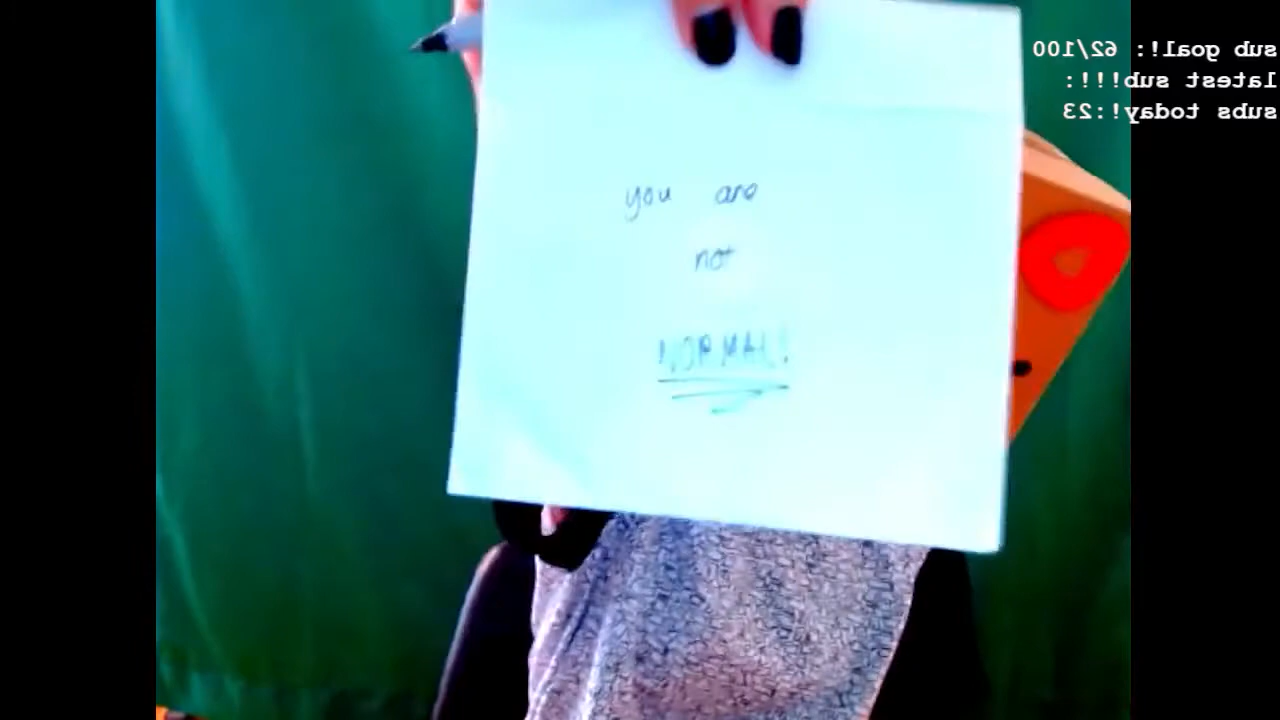 sub goal!: 62/100
latest sub!!!!:
subs today!:23
you are
not
NORMAL!